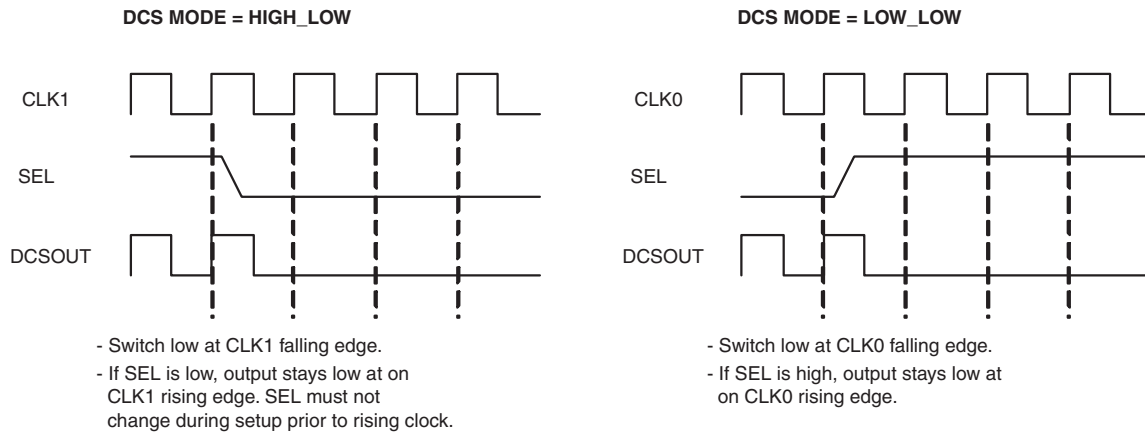 DCS MODE = HIGH_LOW
CLK1
SEL
DCSOUT
- Switch low at CLK1 falling edge.
- If SEL is low, output stays low at on
CLK1 rising edge. SEL must not
change during setup prior to rising clock.
DCS MODE = LOW_LOW
CLK0
SEL
DCSOUT
- Switch low at CLK0 falling edge.
- If SEL is high, output stays low at
on CLK0 rising edge.